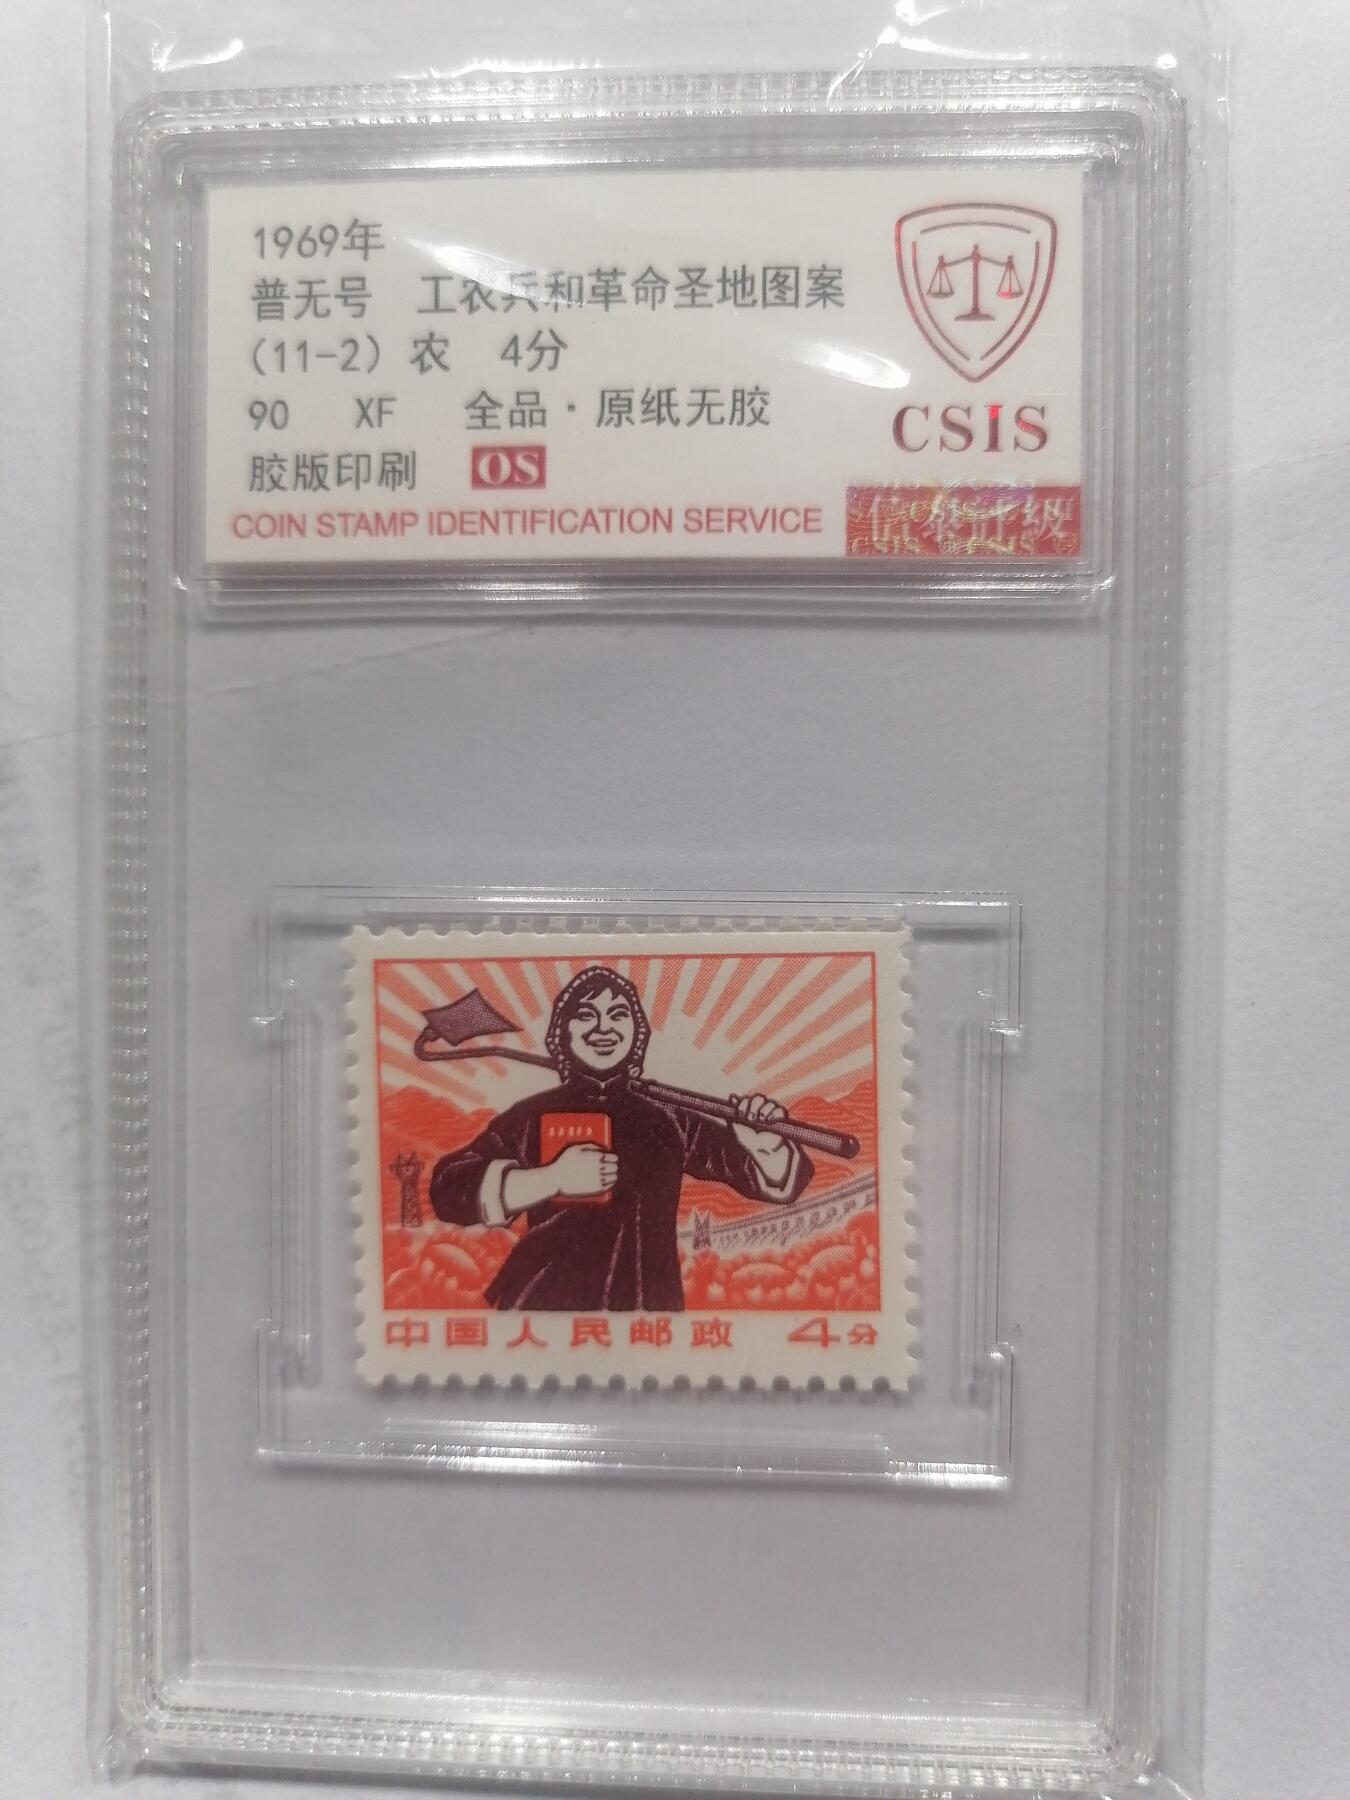 1969年
普无号 工农兵和革命圣地图案
(11-2) 农 4分
90 XF 全品·原纸无胶
胶版印刷 OS
COIN STAMP IDENTIFICATION SERVICE
CSIS
中国人民邮政 4分